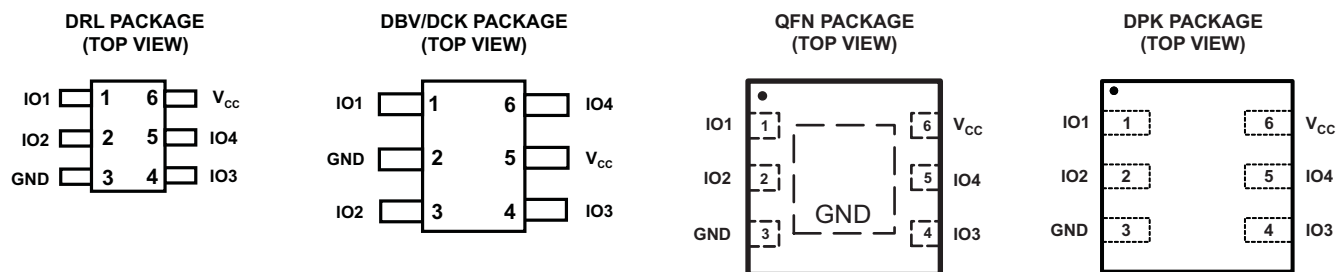 DRL PACKAGE
(TOP VIEW)
IO1 1 6 VCC
IO2 2 5 IO4
GND 3 4 IO3
DBV/DCK PACKAGE
(TOP VIEW)
IO1 1 6 IO4
GND 2 5 VCC
IO2 3 4 IO3
QFN PACKAGE
(TOP VIEW)
IO1 1 6 VCC
IO2 2 5 IO4
GND
GND 3 4 IO3
DPK PACKAGE
(TOP VIEW)
IO1 1 6 VCC
IO2 2 5 IO4
GND 3 4 IO3